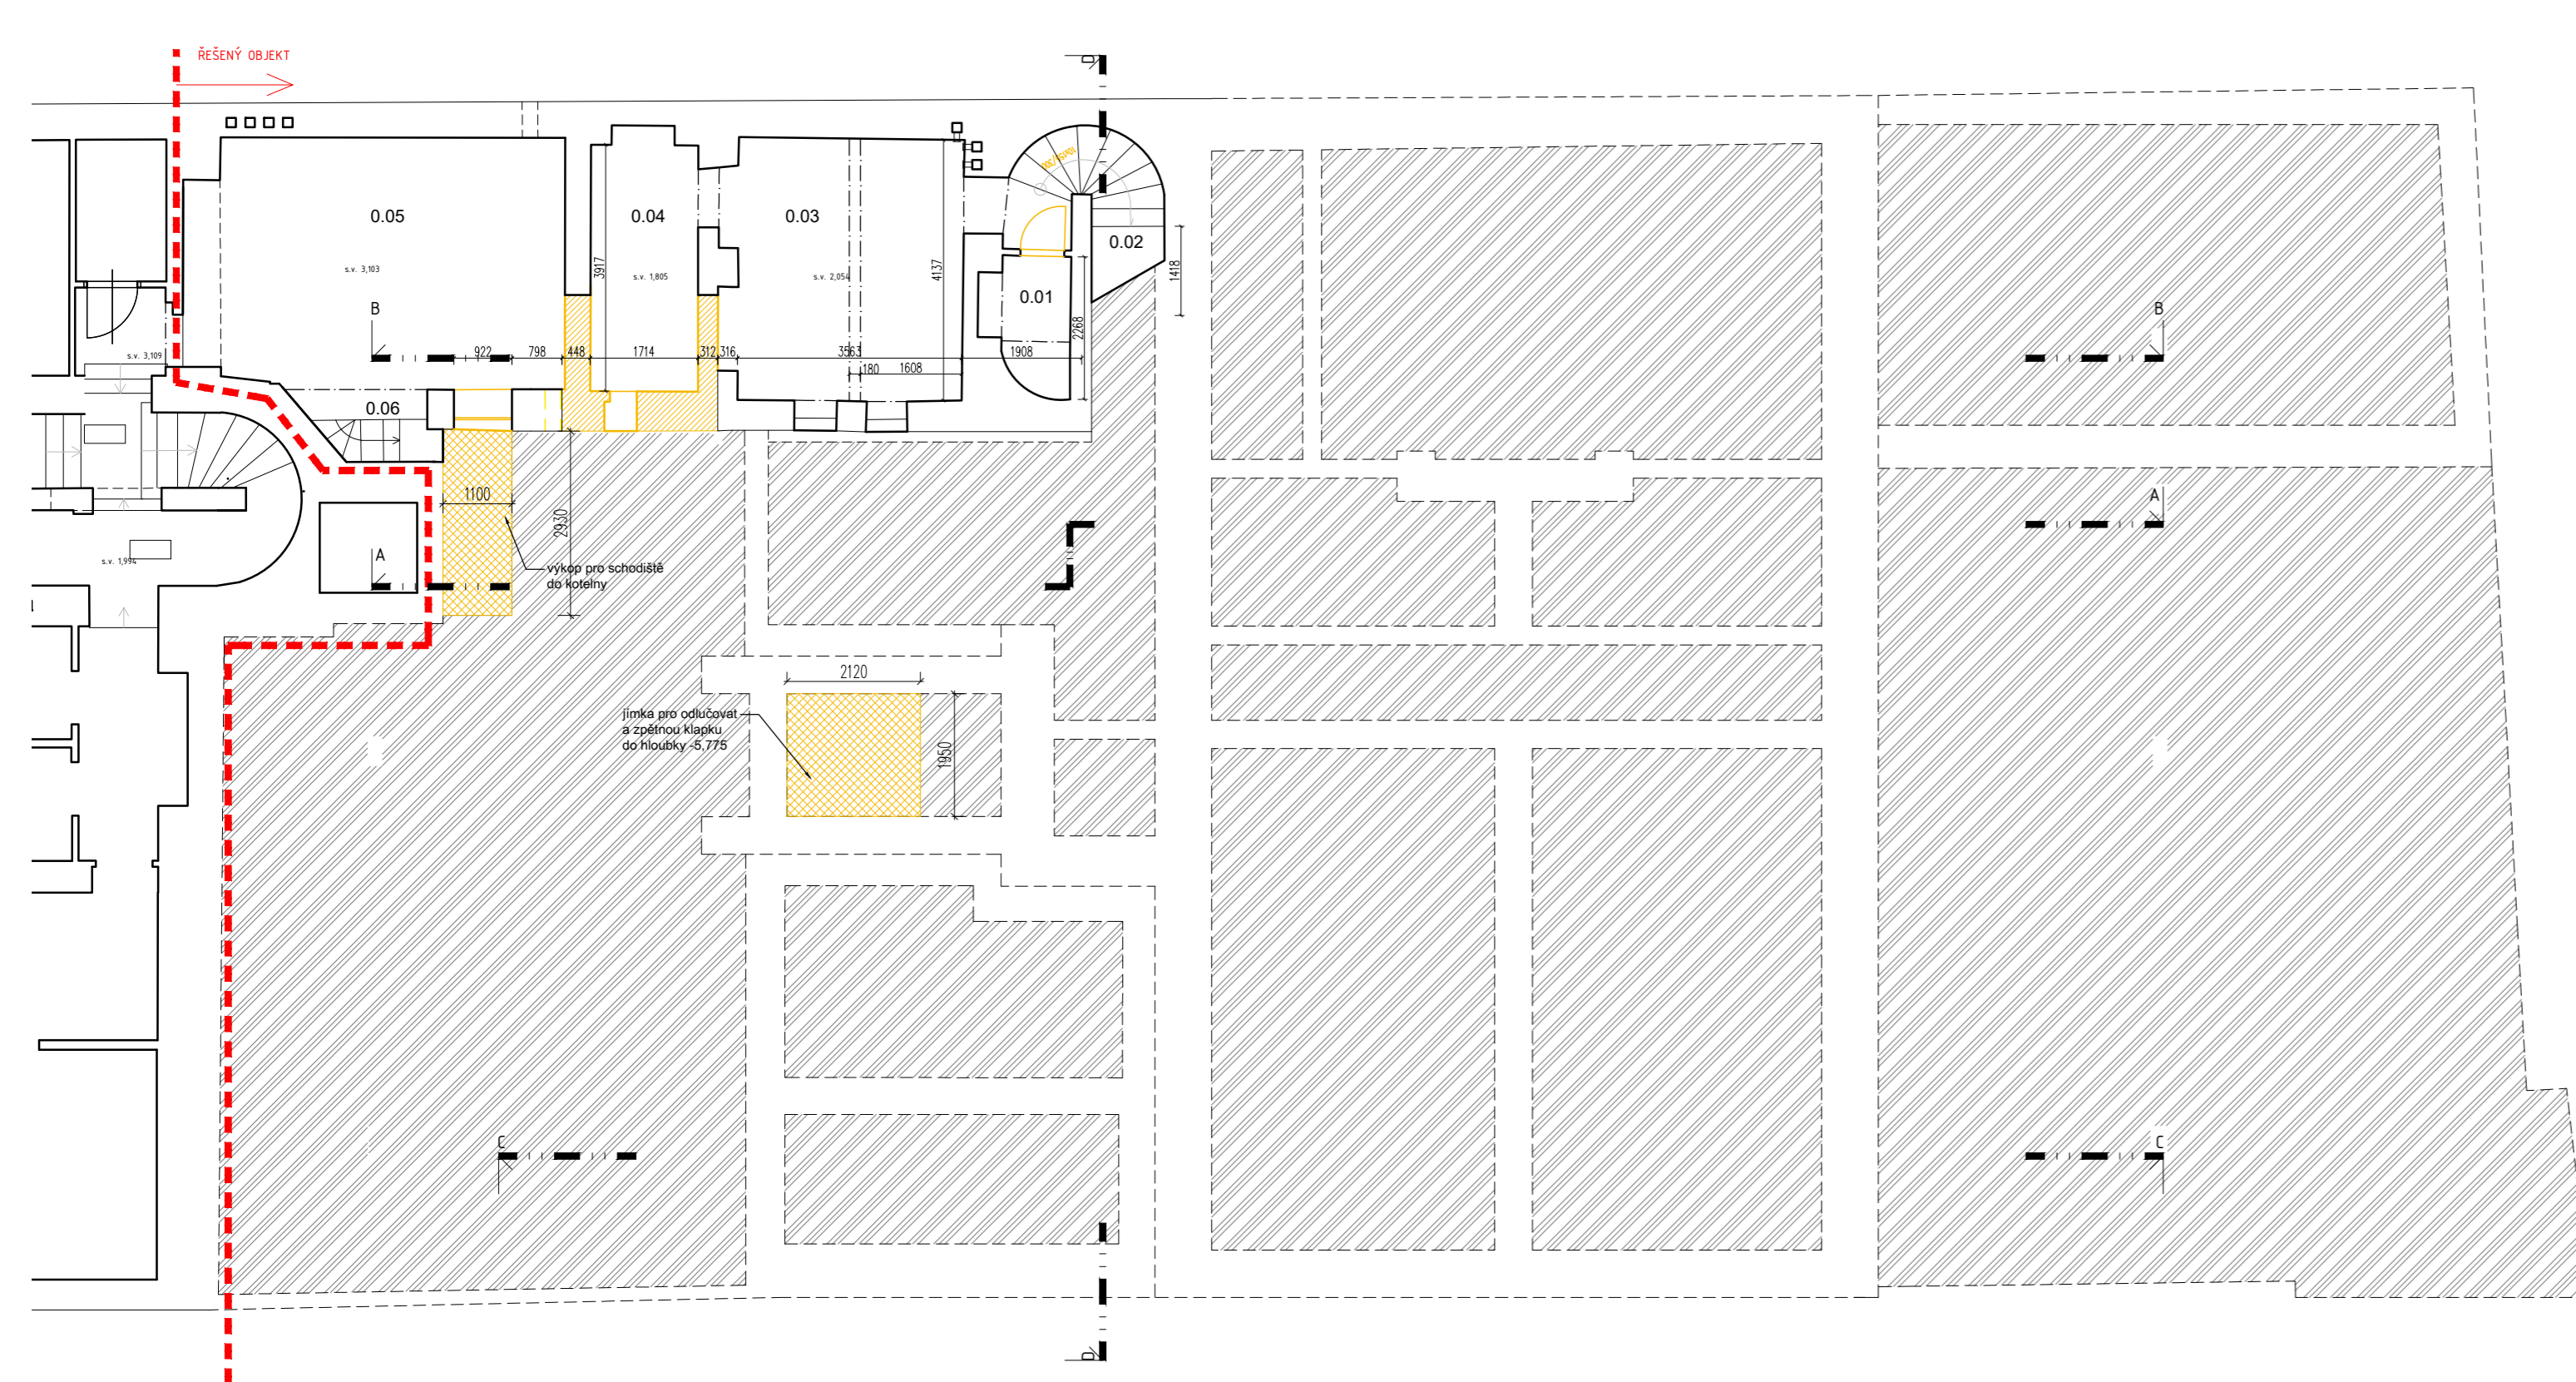 ŘEŠENÝ OBJEKT
D
0.05
0.04
0.03
0.02
0.01
0.06
s.v. 3,103
s.v. 1,805
s.v. 2,054
3917
4137
1418
2268
B
B
s.v. 3,109
922
798
448
1714
312
316
3563
1908
180
1608
1100
2930
A
A
výkop pro schodiště
do kotelny
s.v. 1,994
2120
1950
jímka pro odlučovat
a zpětnou klapku
do hloubky -5,775
C
C
D